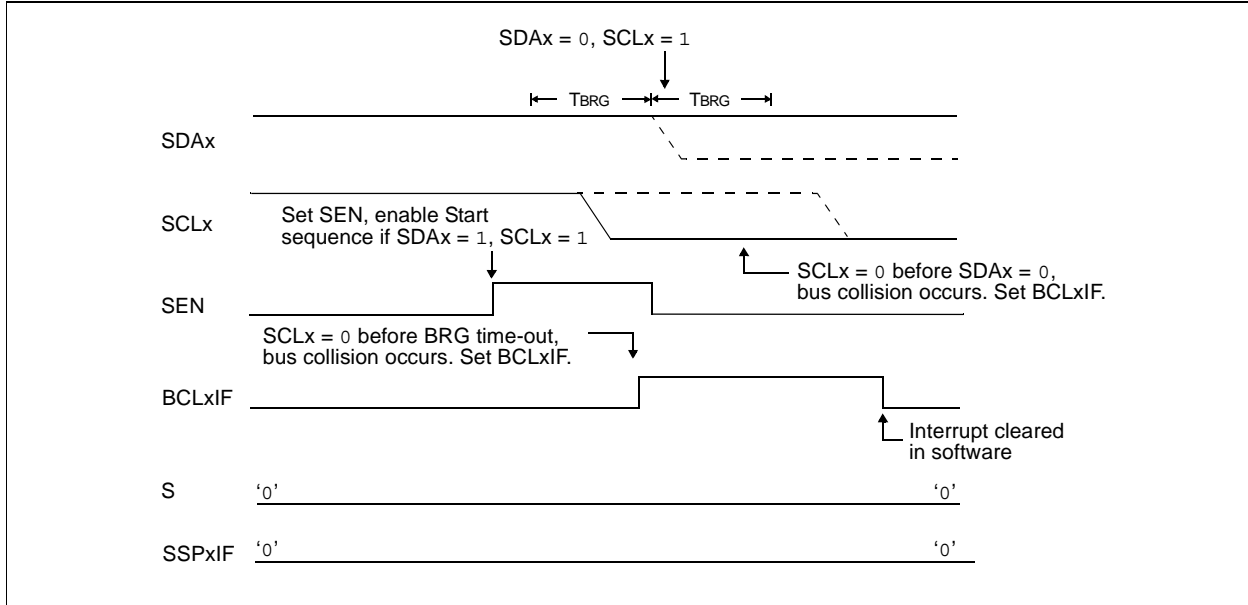 SDAx = 0, SCLx = 1
TBRG TBRG
SDAx
SCLx
Set SEN, enable Start
sequence if SDAx = 1, SCLx = 1
SCLx = 0 before SDAx = 0,
bus collision occurs. Set BCLxIF.
SEN
SCLx = 0 before BRG time-out,
bus collision occurs. Set BCLxIF.
BCLxIF
Interrupt cleared
in software
S ‘0’ ‘0’
SSPxIF ‘0’ ‘0’